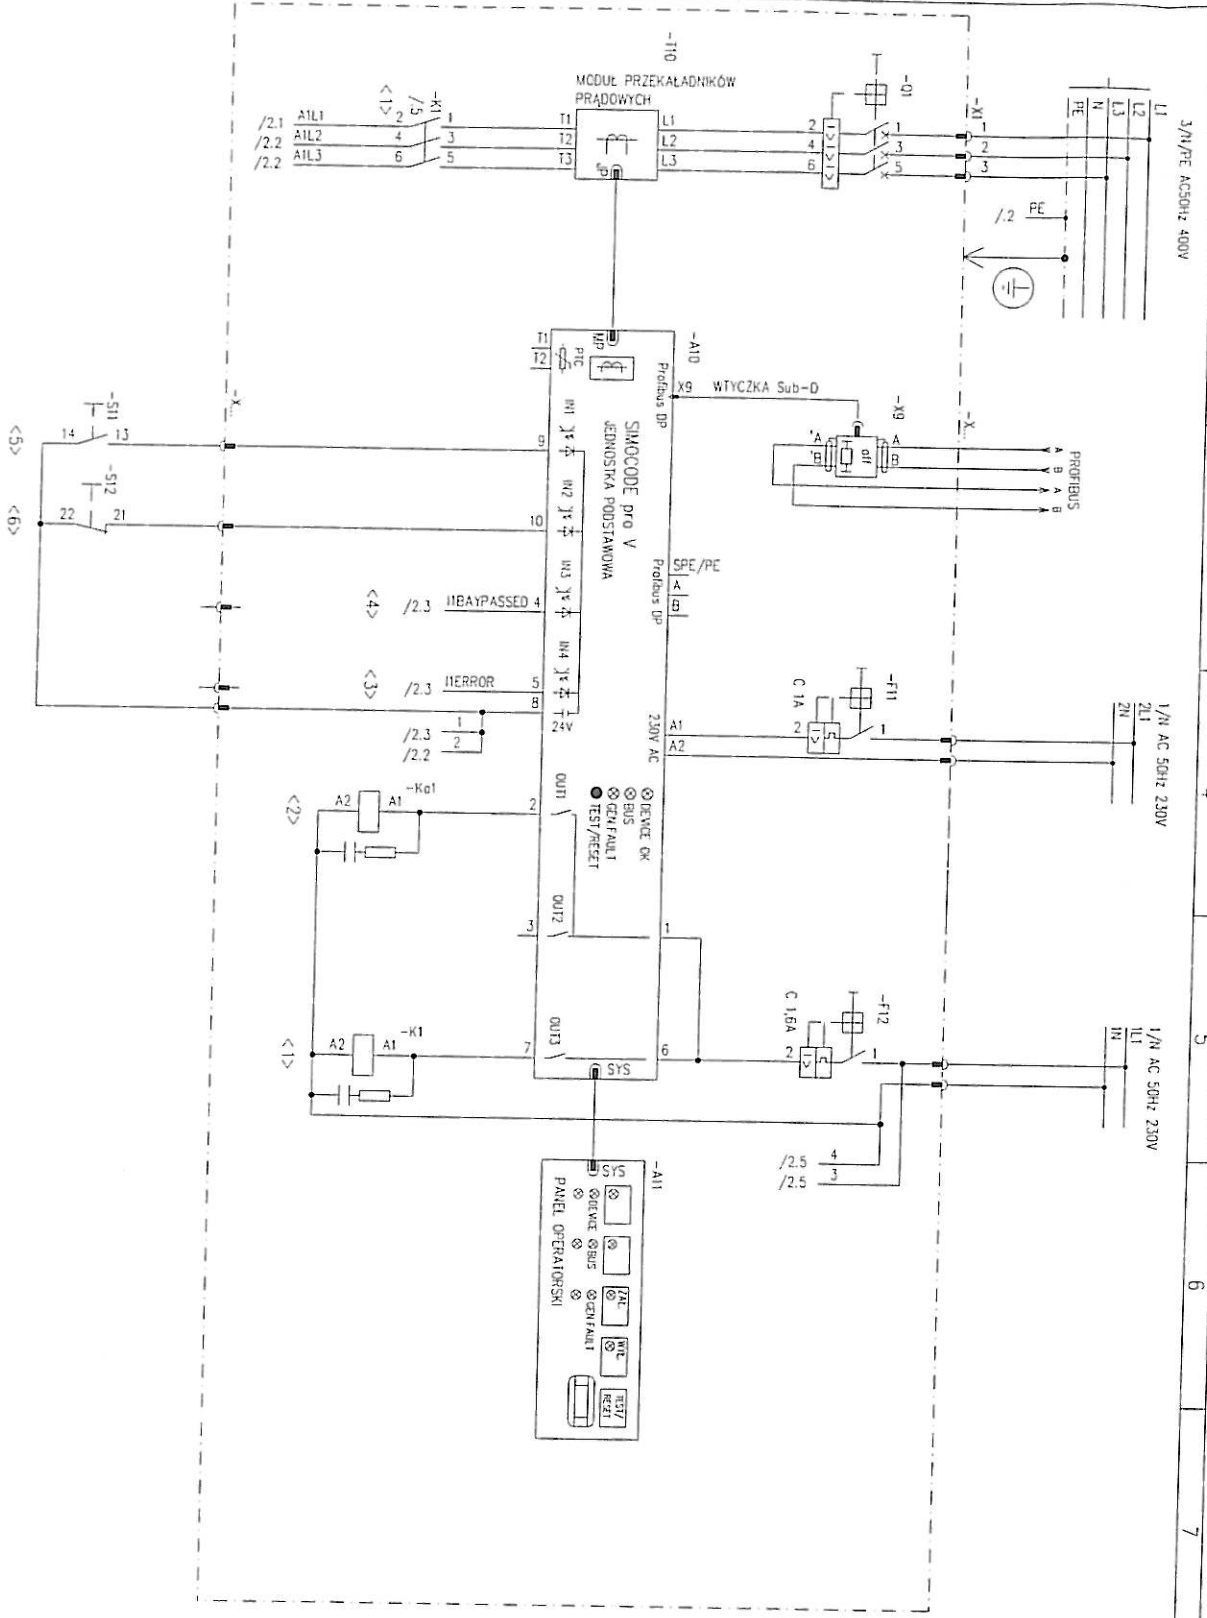 3/N/PE AC50Hz 400V
L1
L2
L3
N
PE
-X1
1
2
3
PE
/.2
-Q1
1
3
5
2
4
6
-T10
MODUŁ PRZEKAŁADNIKÓW
PRĄDOWYCH
L1
L2
L3
T1
T2
T3
-K1
/.5
<1>
1
3
5
2
4
6
A1L1
A1L2
A1L3
/2.1
/2.2
/2.2
-A10
MP
T1
T2
PTC
Profibus DP
X9
WTYCZKA Sub-D
-X9
off
A
B
'A
'B
-X
PROFIBUS
A
B
A
B
SIMOCODE pro V
JEDNOSTKA PODSTAWOWA
IN1
IN2
IN3
IN4
9
10
4
5
8
24V
Profibus DP
SPE/PE
A
B
-X
-S11
13
14
<5>
-S12
21
22
<6>
I1BAYPASSED
/2.3
<4>
I1ERROR
/2.3
<3>
1
2
/2.3
/2.2
230V AC
A1
A2
-F11
C 1A
1
2
1/N AC 50Hz 230V
2L1
2N
4
DEVICE OK
BUS
GEN.FAULT
TEST/RESET
OUT1
OUT2
OUT3
2
3
7
1
6
SYS
-Ka1
A1
A2
<2>
-K1
A1
A2
<1>
-F12
C 1,6A
1
2
1/N AC 50Hz 230V
1L1
1N
5
4
3
/2.5
/2.5
-A11
SYS
DEVICE
BUS
GEN.FAULT
ZAŁ.
WYŁ.
TEST/
RESET
PANEL OPERATORSKI
6
7